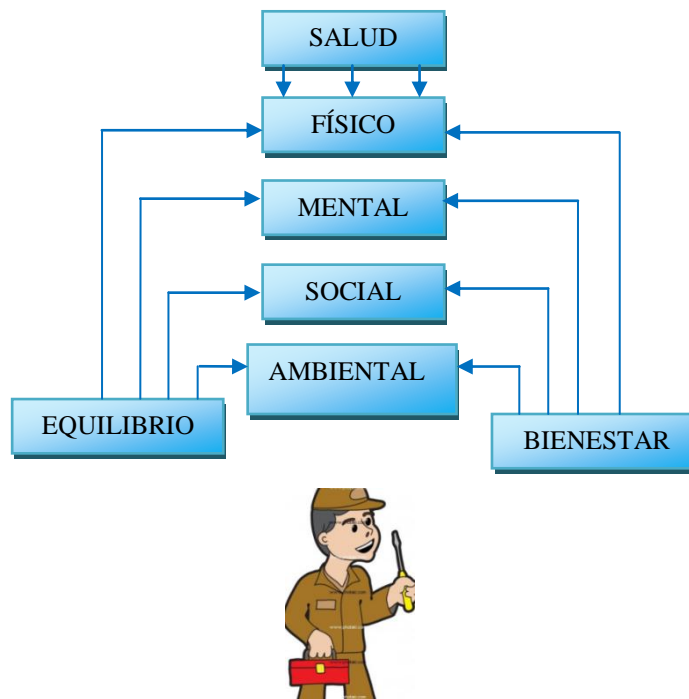 SALUD
FÍSICO
MENTAL
SOCIAL
AMBIENTAL
EQUILIBRIO
BIENESTAR